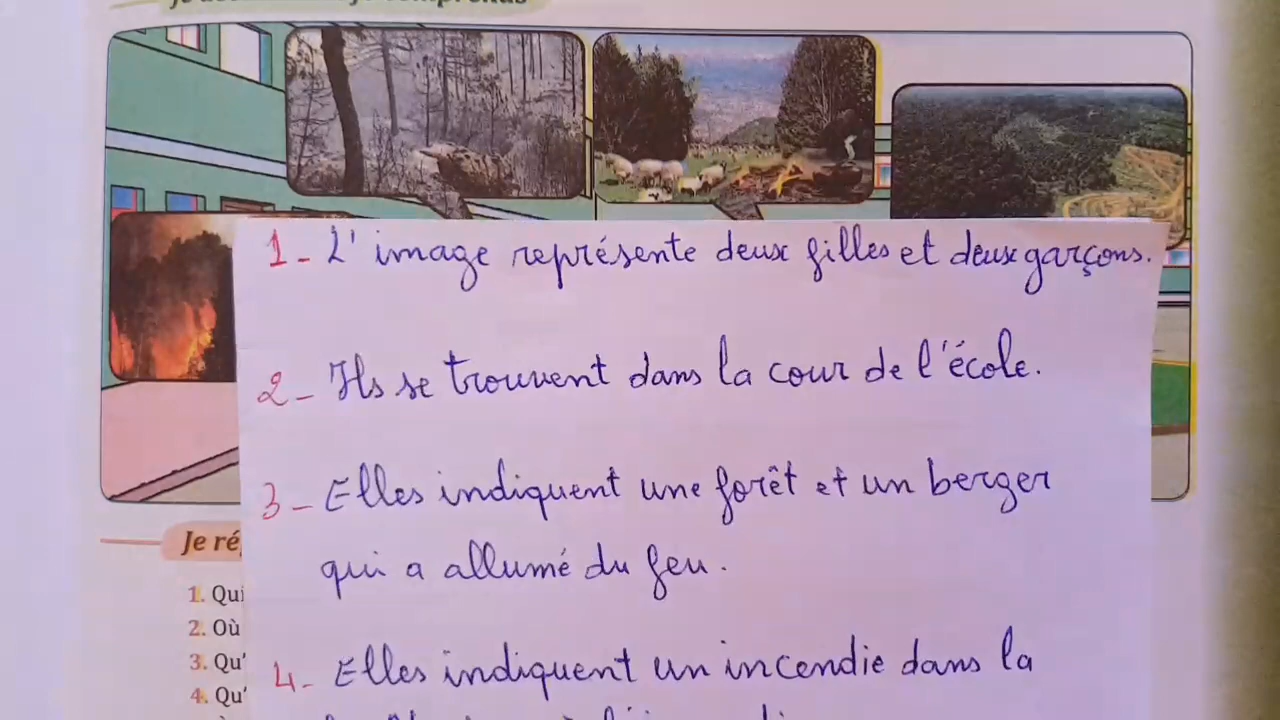 1- L'image représente deux filles et deux garçons.
2- Ils se trouvent dans la cour de l'école.
3- Elles indiquent une forêt et un berger
qui a allumé du feu.
4- Elles indiquent un incendie dans la
Je ré
1. Qui
2. Où
3. Qu'
4. Qu'